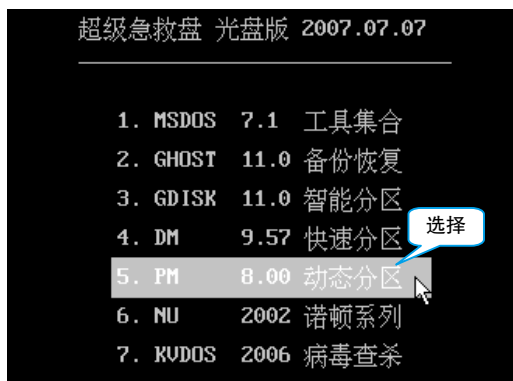 超级急救盘 光盘版 2007.07.07
1. MSDOS 7.1 工具集合
2. GHOST 11.0 备份恢复
3. GDISK 11.0 智能分区
4. DM 9.57 快速分区
选择
5. PM 8.00 动态分区
6. NU 2002 诺顿系列
7. KVDOS 2006 病毒查杀